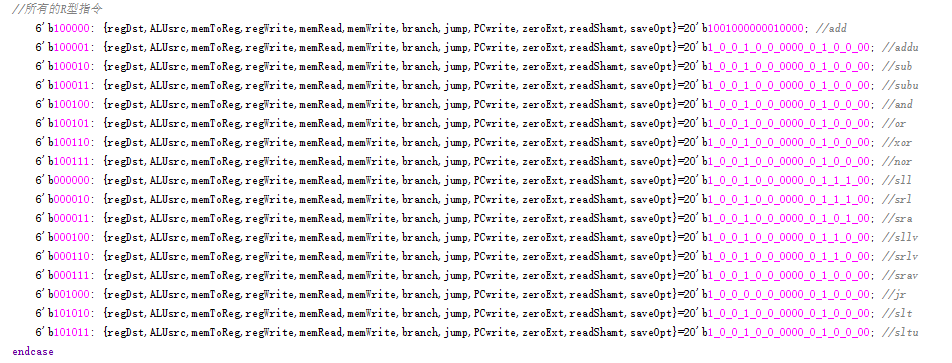 //所有的R型指令
6'b100000: {regDst,ALUsrc,memToReg,regWrite,memRead,memWrite,branch,jump,PCwrite,zeroExt,readShamt,saveOpt}=20'b1001000000010000; //add
6'b100001: {regDst,ALUsrc,memToReg,regWrite,memRead,memWrite,branch,jump,PCwrite,zeroExt,readShamt,saveOpt}=20'b1_0_0_1_0_0_0000_0_1_0_0_00; //addu
6'b100010: {regDst,ALUsrc,memToReg,regWrite,memRead,memWrite,branch,jump,PCwrite,zeroExt,readShamt,saveOpt}=20'b1_0_0_1_0_0_0000_0_1_0_0_00; //sub
6'b100011: {regDst,ALUsrc,memToReg,regWrite,memRead,memWrite,branch,jump,PCwrite,zeroExt,readShamt,saveOpt}=20'b1_0_0_1_0_0_0000_0_1_0_0_00; //subu
6'b100100: {regDst,ALUsrc,memToReg,regWrite,memRead,memWrite,branch,jump,PCwrite,zeroExt,readShamt,saveOpt}=20'b1_0_0_1_0_0_0000_0_1_0_0_00; //and
6'b100101: {regDst,ALUsrc,memToReg,regWrite,memRead,memWrite,branch,jump,PCwrite,zeroExt,readShamt,saveOpt}=20'b1_0_0_1_0_0_0000_0_1_0_0_00; //or
6'b100110: {regDst,ALUsrc,memToReg,regWrite,memRead,memWrite,branch,jump,PCwrite,zeroExt,readShamt,saveOpt}=20'b1_0_0_1_0_0_0000_0_1_0_0_00; //xor
6'b100111: {regDst,ALUsrc,memToReg,regWrite,memRead,memWrite,branch,jump,PCwrite,zeroExt,readShamt,saveOpt}=20'b1_0_0_1_0_0_0000_0_1_0_0_00; //nor
6'b000000: {regDst,ALUsrc,memToReg,regWrite,memRead,memWrite,branch,jump,PCwrite,zeroExt,readShamt,saveOpt}=20'b1_0_0_1_0_0_0000_0_1_1_1_00; //sll
6'b000010: {regDst,ALUsrc,memToReg,regWrite,memRead,memWrite,branch,jump,PCwrite,zeroExt,readShamt,saveOpt}=20'b1_0_0_1_0_0_0000_0_1_1_1_00; //srl
6'b000011: {regDst,ALUsrc,memToReg,regWrite,memRead,memWrite,branch,jump,PCwrite,zeroExt,readShamt,saveOpt}=20'b1_0_0_1_0_0_0000_0_1_0_1_00; //sra
6'b000100: {regDst,ALUsrc,memToReg,regWrite,memRead,memWrite,branch,jump,PCwrite,zeroExt,readShamt,saveOpt}=20'b1_0_0_1_0_0_0000_0_1_1_0_00; //sllv
6'b000110: {regDst,ALUsrc,memToReg,regWrite,memRead,memWrite,branch,jump,PCwrite,zeroExt,readShamt,saveOpt}=20'b1_0_0_1_0_0_0000_0_1_1_0_00; //srlv
6'b000111: {regDst,ALUsrc,memToReg,regWrite,memRead,memWrite,branch,jump,PCwrite,zeroExt,readShamt,saveOpt}=20'b1_0_0_1_0_0_0000_0_1_0_0_00; //srav
6'b001000: {regDst,ALUsrc,memToReg,regWrite,memRead,memWrite,branch,jump,PCwrite,zeroExt,readShamt,saveOpt}=20'b1_0_0_0_0_0_0000_0_1_0_0_00; //jr
6'b101010: {regDst,ALUsrc,memToReg,regWrite,memRead,memWrite,branch,jump,PCwrite,zeroExt,readShamt,saveOpt}=20'b1_0_0_1_0_0_0000_0_1_0_0_00; //slt
6'b101011: {regDst,ALUsrc,memToReg,regWrite,memRead,memWrite,branch,jump,PCwrite,zeroExt,readShamt,saveOpt}=20'b1_0_0_1_0_0_0000_0_1_0_0_00; //sltu
endcase